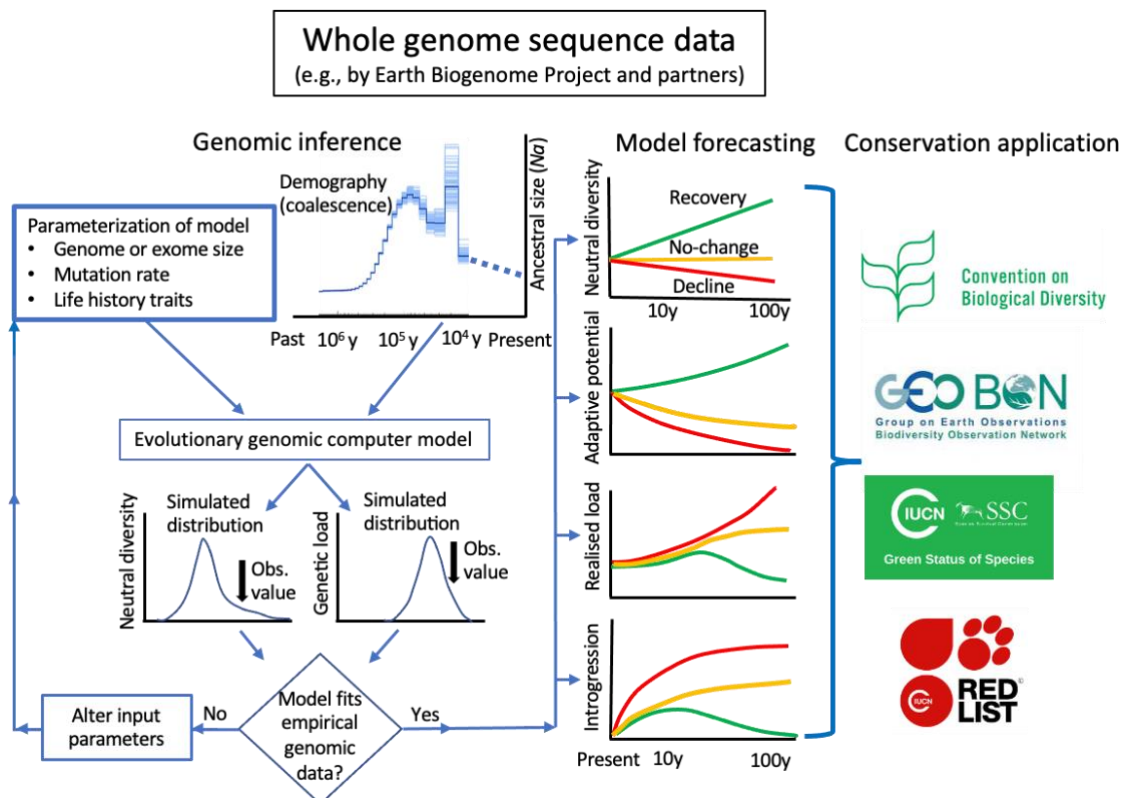 Whole genome sequence data
(e.g., by Earth Biogenome Project and partners)
Genomic inference
Demography
(coalescence)
Ancestral size (Na)
Past
10⁶ y
10⁵ y
10⁴ y
Present
Parameterization of model
• Genome or exome size
• Mutation rate
• Life history traits
Evolutionary genomic computer model
Simulated
distribution
Neutral diversity
Obs.
value
Simulated
distribution
Genetic load
Obs.
value
Model fits
empirical
genomic
data?
No
Yes
Alter input
parameters
Model forecasting
Neutral diversity
Recovery
No-change
Decline
10y
100y
Adaptive potential
Realised load
Introgression
Present
10y
100y
Conservation application
Convention on
Biological Diversity
GEO BON
Group on Earth Observations
Biodiversity Observation Network
IUCN
SSC
Green Status of Species
IUCN
RED
LIST